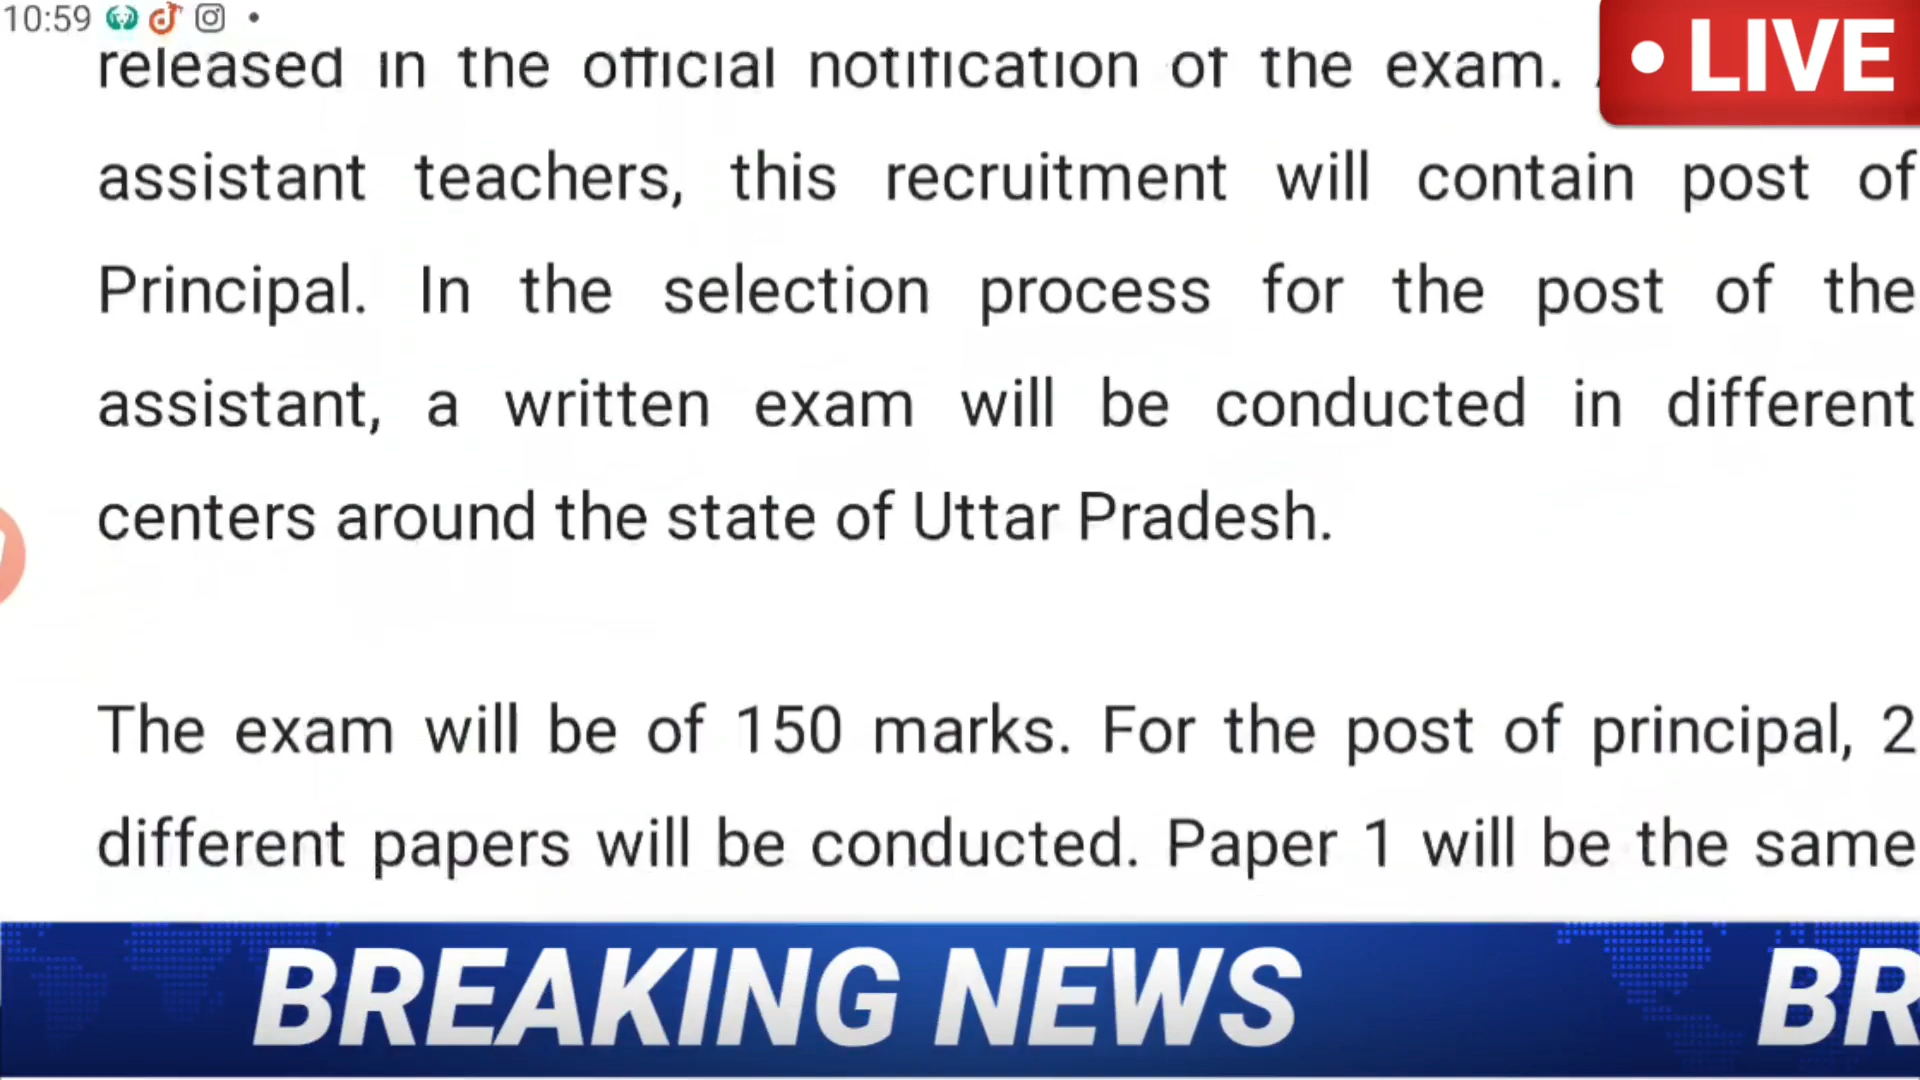 10:59
LIVE
released in the official notification of the exam.
assistant teachers, this recruitment will contain post of
Principal. In the selection process for the post of the
assistant, a written exam will be conducted in different
centers around the state of Uttar Pradesh.
The exam will be of 150 marks. For the post of principal, 2
different papers will be conducted. Paper 1 will be the same
BREAKING NEWS BR